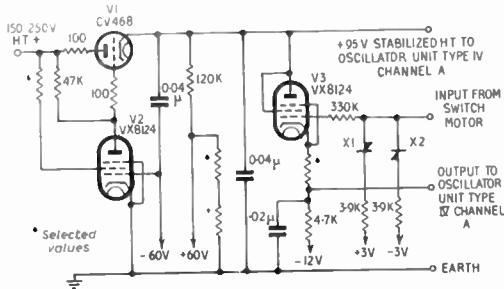 V1
CV468
150-250V
HT +
100
47K
100
V2
VX8124
0·04
μ
120K
0·04
μ
V3
VX8124
330K
X1
X2
3·9K
3·9K
·02μ
4·7K
-60V
+60V
-12V
+3V
-3V
+95V STABILIZED HT TO
OSCILLATOR UNIT TYPE IV
CHANNEL A
INPUT FROM
SWITCH
MOTOR
OUTPUT TO
OSCILLATOR
UNIT TYPE
IV CHANNEL
A
EARTH
Selected
values